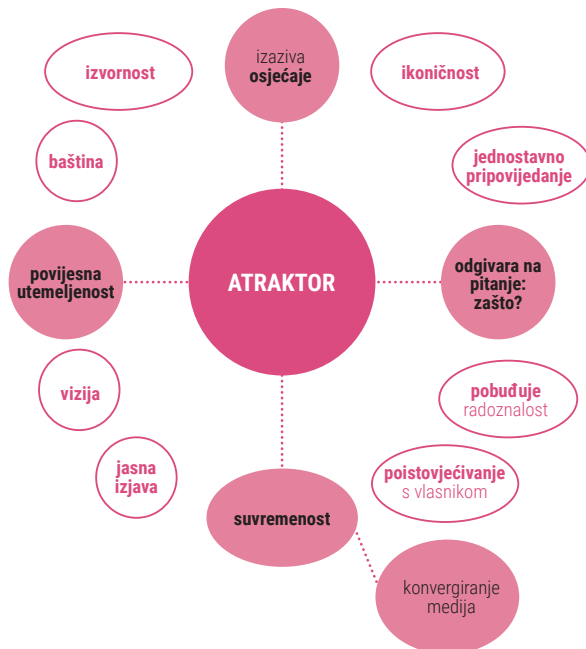 izaziva
osjećaje
izvornost
ikoničnost
baština
jednostavno
pripovijedanje
povijesna
utemeljenost
ATRAKTOR
odgivara na
pitanje:
zašto?
vizija
pobuđuje
radoznalost
jasna
izjava
poistovjećivanje
s vlasnikom
suvremenost
konvergiranje
medija